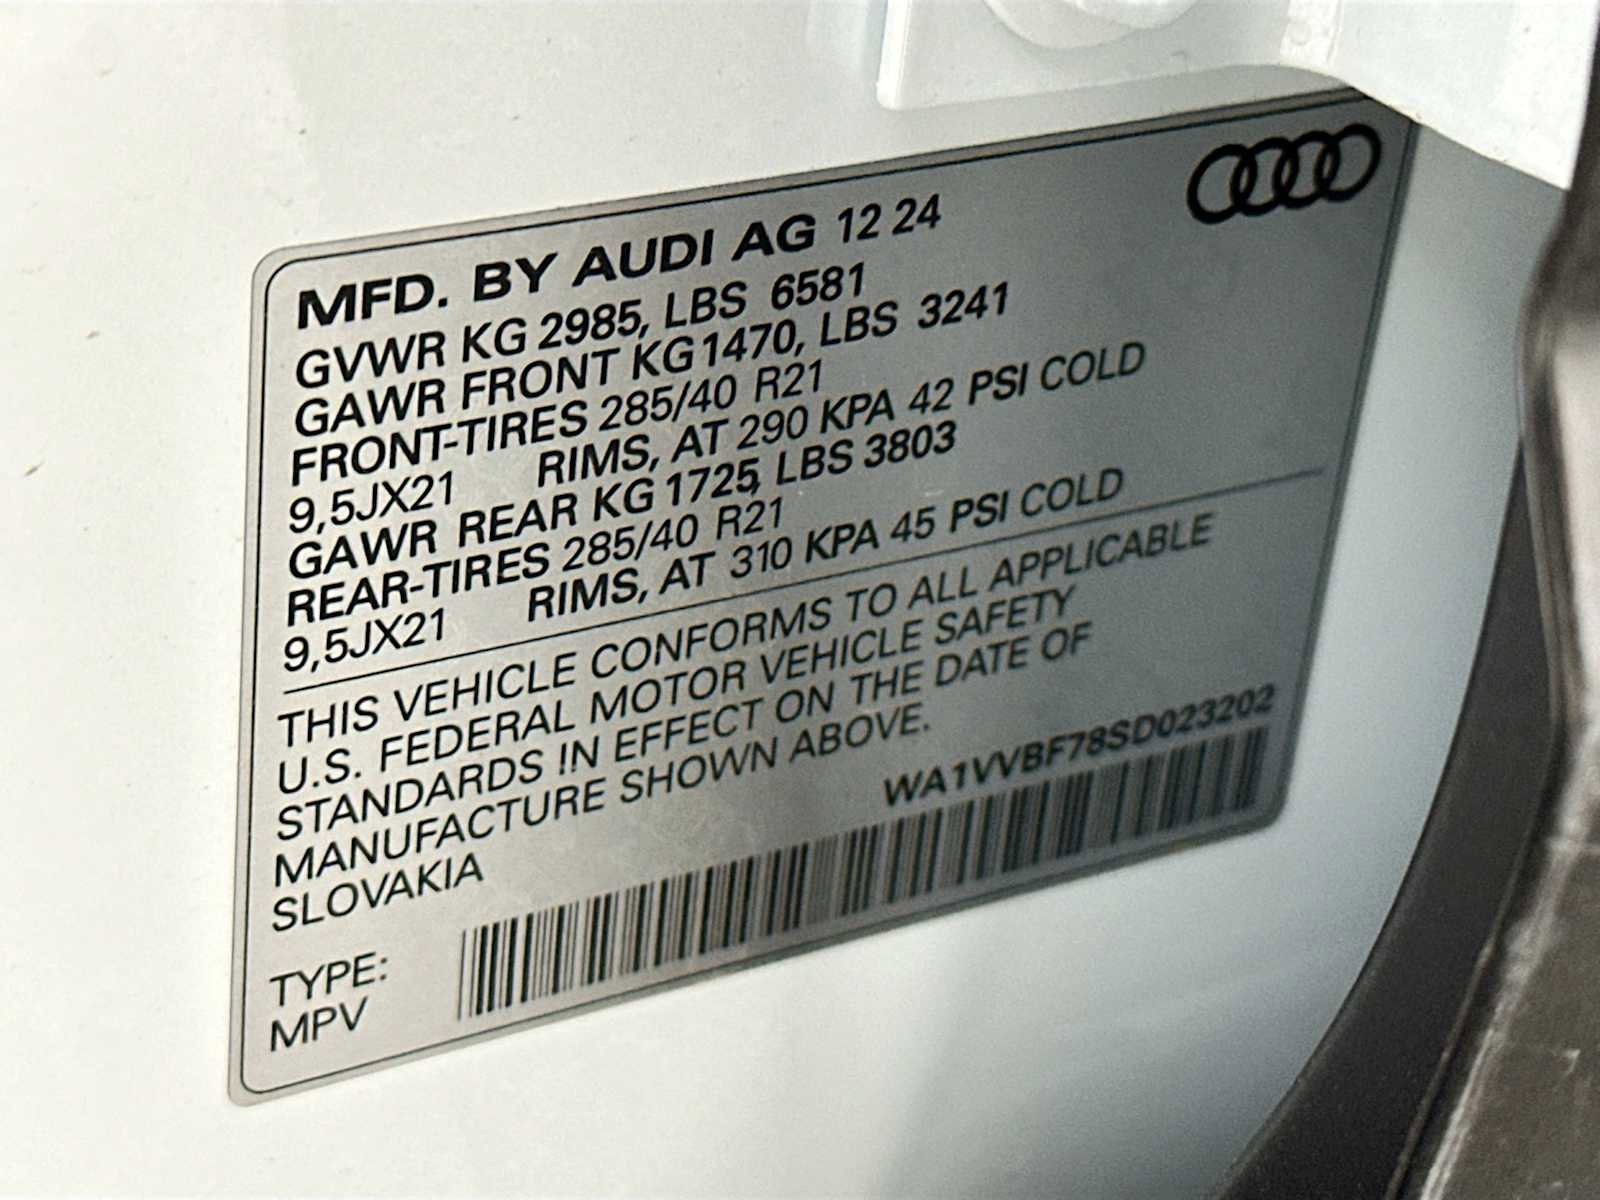 MFD. BY AUDI AG 12 24
GVWR KG 2985, LBS 6581
GAWR FRONT KG 1470, LBS 3241
FRONT-TIRES 285/40 R21
9,5JX21 RIMS, AT 290 KPA 42 PSI COLD
GAWR REAR KG 1725, LBS 3803
REAR-TIRES 285/40 R21
9,5JX21 RIMS, AT 310 KPA 45 PSI COLD
THIS VEHICLE CONFORMS TO ALL APPLICABLE
U.S. FEDERAL MOTOR VEHICLE SAFETY
STANDARDS IN EFFECT ON THE DATE OF
MANUFACTURE SHOWN ABOVE.
SLOVAKIA
WA1VVBF78SD023202
TYPE:
MPV